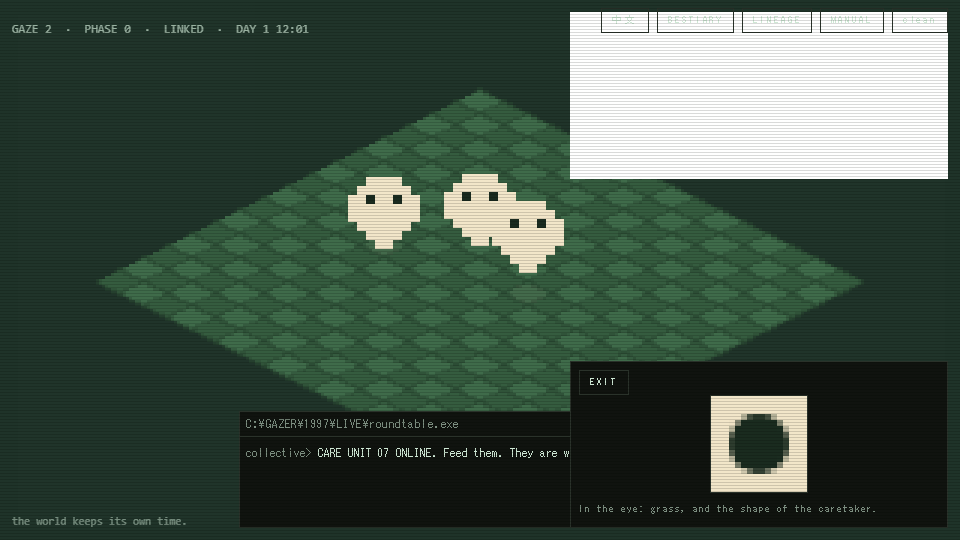 GAZE 2 · PHASE 0 · LINKED · DAY 1 12:01
中文 BESTIARY LINEAGE MANUAL clean
EXIT
C:¥GAZER¥1997¥LIVE¥roundtable.exe
collective> CARE UNIT 07 ONLINE. Feed them. They are w
In the eye: grass, and the shape of the caretaker.
the world keeps its own time.